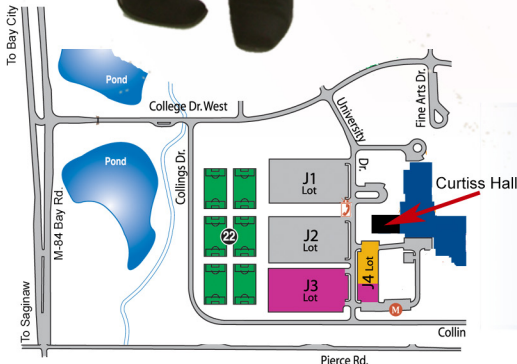 To Bay City
Pond
College Dr. West
University
Dr.
Fine Arts Dr.
Pond
Collings Dr.
M-84 Bay Rd.
J1
Lot
Curtiss Hall
22
J2
Lot
J3
Lot
J4 Lot
M
To Saginaw
Collin
Pierce Rd.